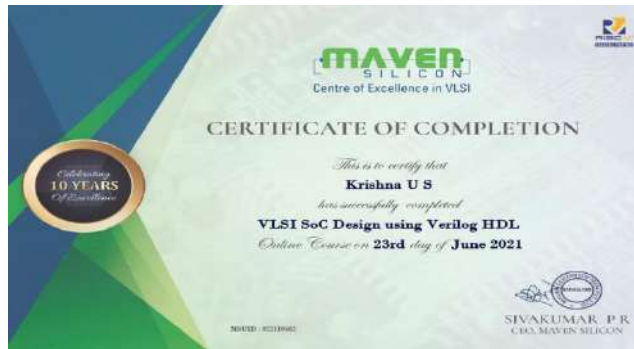 RISC
MAVEN
SILICON
Centre of Excellence in VLSI
CERTIFICATE OF COMPLETION
This is to certify that
Krishna U S
has successfully completed
VLSI SoC Design using Verilog HDL
Online Course on 23rd day of June 2021
Celebrating
10 YEARS
Of Excellence
SIVAKUMAR P R
CEO, MAVEN SILICON